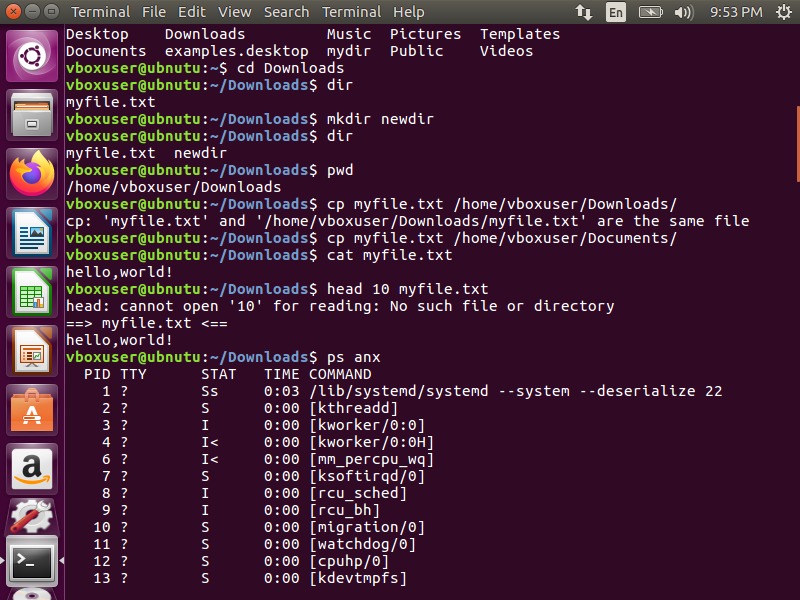 Terminal File Edit View Search Terminal Help En 9:53 PM
Desktop Downloads Music Pictures Templates
Documents examples.desktop mydir Public Videos
vboxuser@ubnutu:~$ cd Downloads
vboxuser@ubnutu:~/Downloads$ dir
myfile.txt
vboxuser@ubnutu:~/Downloads$ mkdir newdir
vboxuser@ubnutu:~/Downloads$ dir
myfile.txt newdir
vboxuser@ubnutu:~/Downloads$ pwd
/home/vboxuser/Downloads
vboxuser@ubnutu:~/Downloads$ cp myfile.txt /home/vboxuser/Downloads/
cp: 'myfile.txt' and '/home/vboxuser/Downloads/myfile.txt' are the same file
vboxuser@ubnutu:~/Downloads$ cp myfile.txt /home/vboxuser/Documents/
vboxuser@ubnutu:~/Downloads$ cat myfile.txt
hello,world!
vboxuser@ubnutu:~/Downloads$ head 10 myfile.txt
head: cannot open '10' for reading: No such file or directory
==> myfile.txt <==
hello,world!
vboxuser@ubnutu:~/Downloads$ ps anx
PID TTY STAT TIME COMMAND
1 ? Ss 0:03 /lib/systemd/systemd --system --deserialize 22
2 ? S 0:00 [kthreadd]
3 ? I 0:00 [kworker/0:0]
4 ? I< 0:00 [kworker/0:0H]
6 ? I< 0:00 [mm_percpu_wq]
7 ? S 0:00 [ksoftirqd/0]
8 ? I 0:00 [rcu_sched]
9 ? I 0:00 [rcu_bh]
10 ? S 0:00 [migration/0]
11 ? S 0:00 [watchdog/0]
12 ? S 0:00 [cpuhp/0]
13 ? S 0:00 [kdevtmpfs]